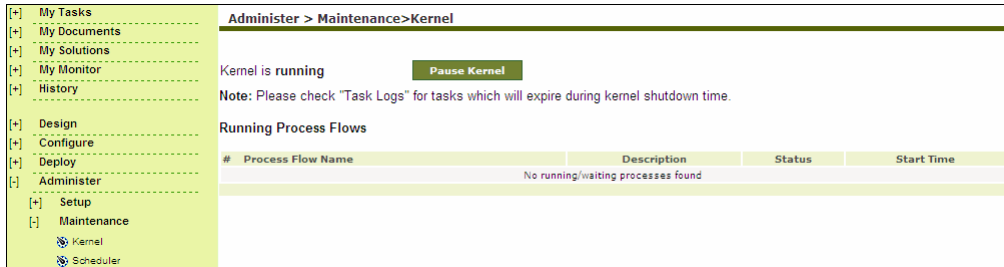 [+] My Tasks
[+] My Documents
[+] My Solutions
[+] My Monitor
[+] History
[+] Design
[+] Configure
[+] Deploy
[-] Administer
[+] Setup
[-] Maintenance
Kernel
Scheduler
Administer > Maintenance>Kernel
Kernel is running Pause Kernel
Note: Please check "Task Logs" for tasks which will expire during kernel shutdown time.
Running Process Flows
# Process Flow Name Description Status Start Time
No running/waiting processes found